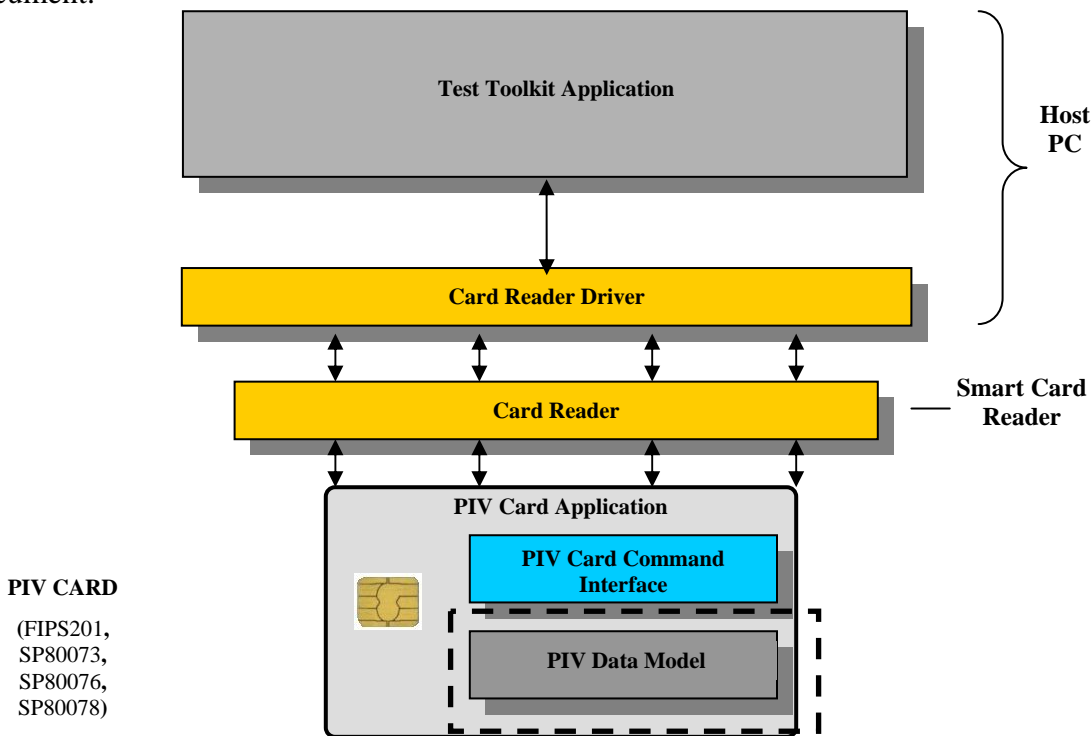 Test Toolkit Application
Host
PC
Card Reader Driver
Card Reader
Smart Card
Reader
PIV Card Application
PIV Card Command
Interface
PIV CARD
(FIPS201,
SP80073,
SP80076,
SP80078)
PIV Data Model